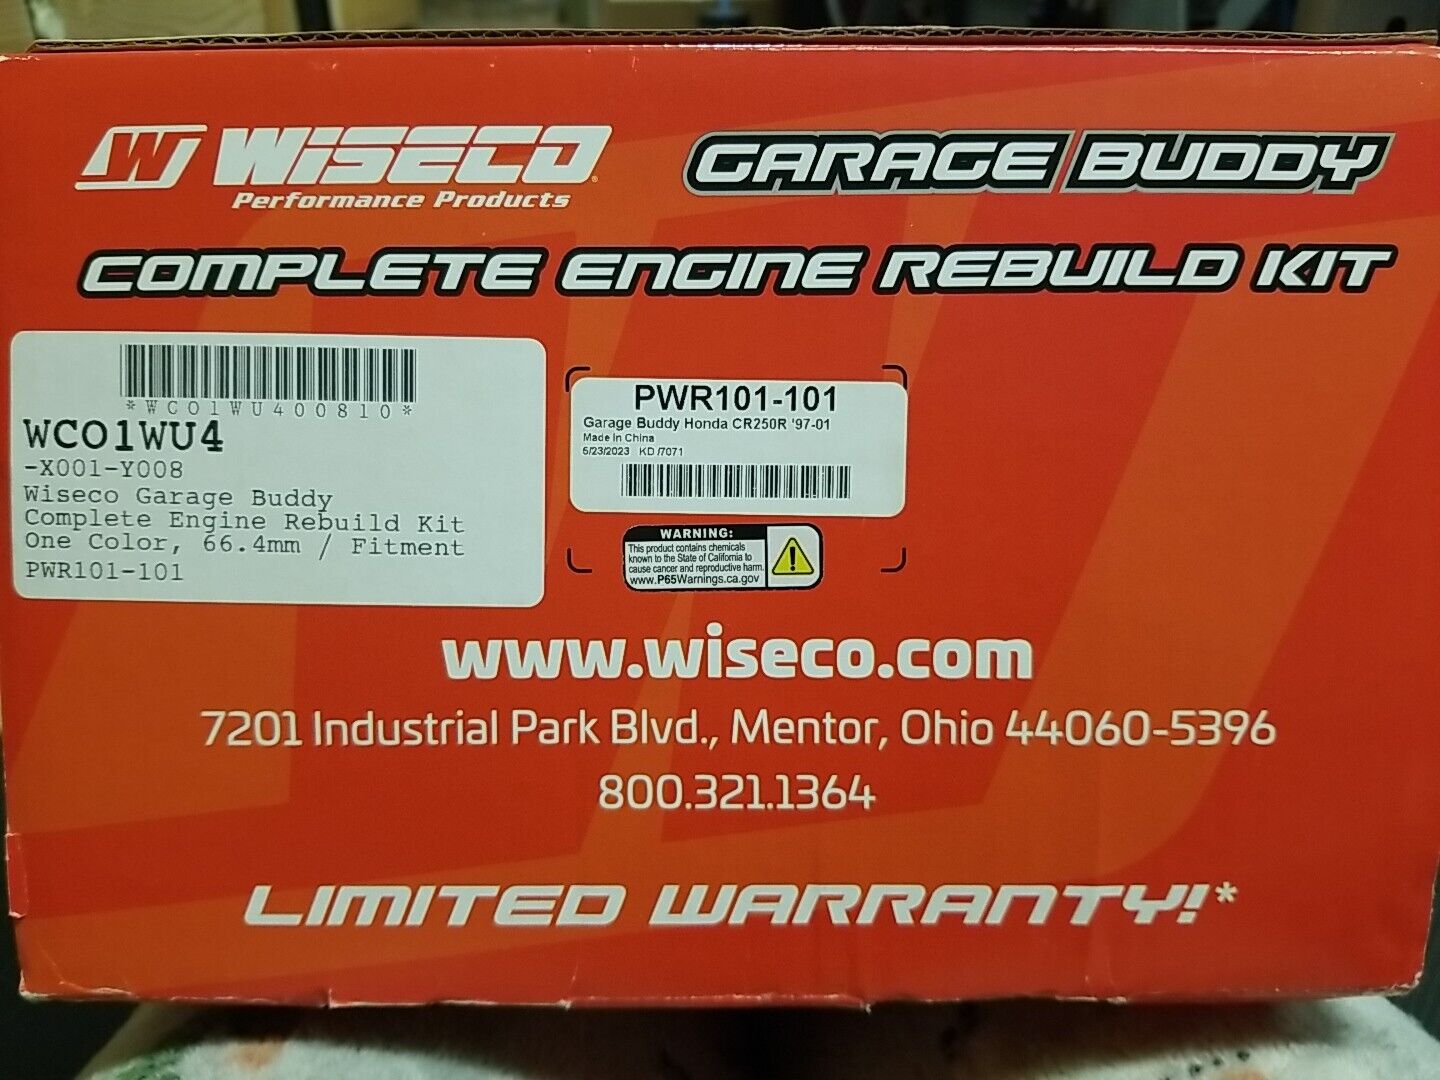 W WISECO
Performance Products
GARAGE BUDDY
COMPLETE ENGINE REBUILD KIT
*WCO1WU400810*
WCO1WU4
-X001-Y008
Wiseco Garage Buddy
Complete Engine Rebuild Kit
One Color, 66.4mm / Fitment
PWR101-101
PWR101-101
Garage Buddy Honda CR250R '97-01
Made In China
5/23/2023 KD /7071
WARNING:
This product contains chemicals
known to the State of California to
cause cancer and reproductive harm.
www.P65Warnings.ca.gov
www.wiseco.com
7201 Industrial Park Blvd., Mentor, Ohio 44060-5396
800.321.1364
LIMITED WARRANTY!*